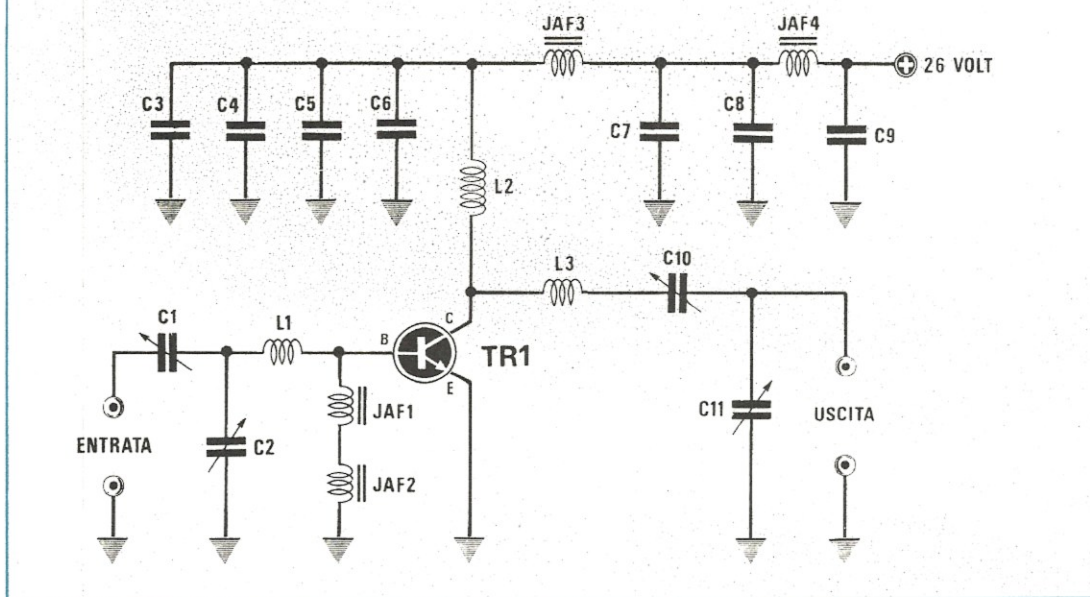 JAF3
JAF4
26 VOLT
C3
C4
C5
C6
C7
C8
C9
L2
L3
C10
C1
L1
B
C
E
TR1
JAF1
C11
USCITA
ENTRATA
C2
JAF2